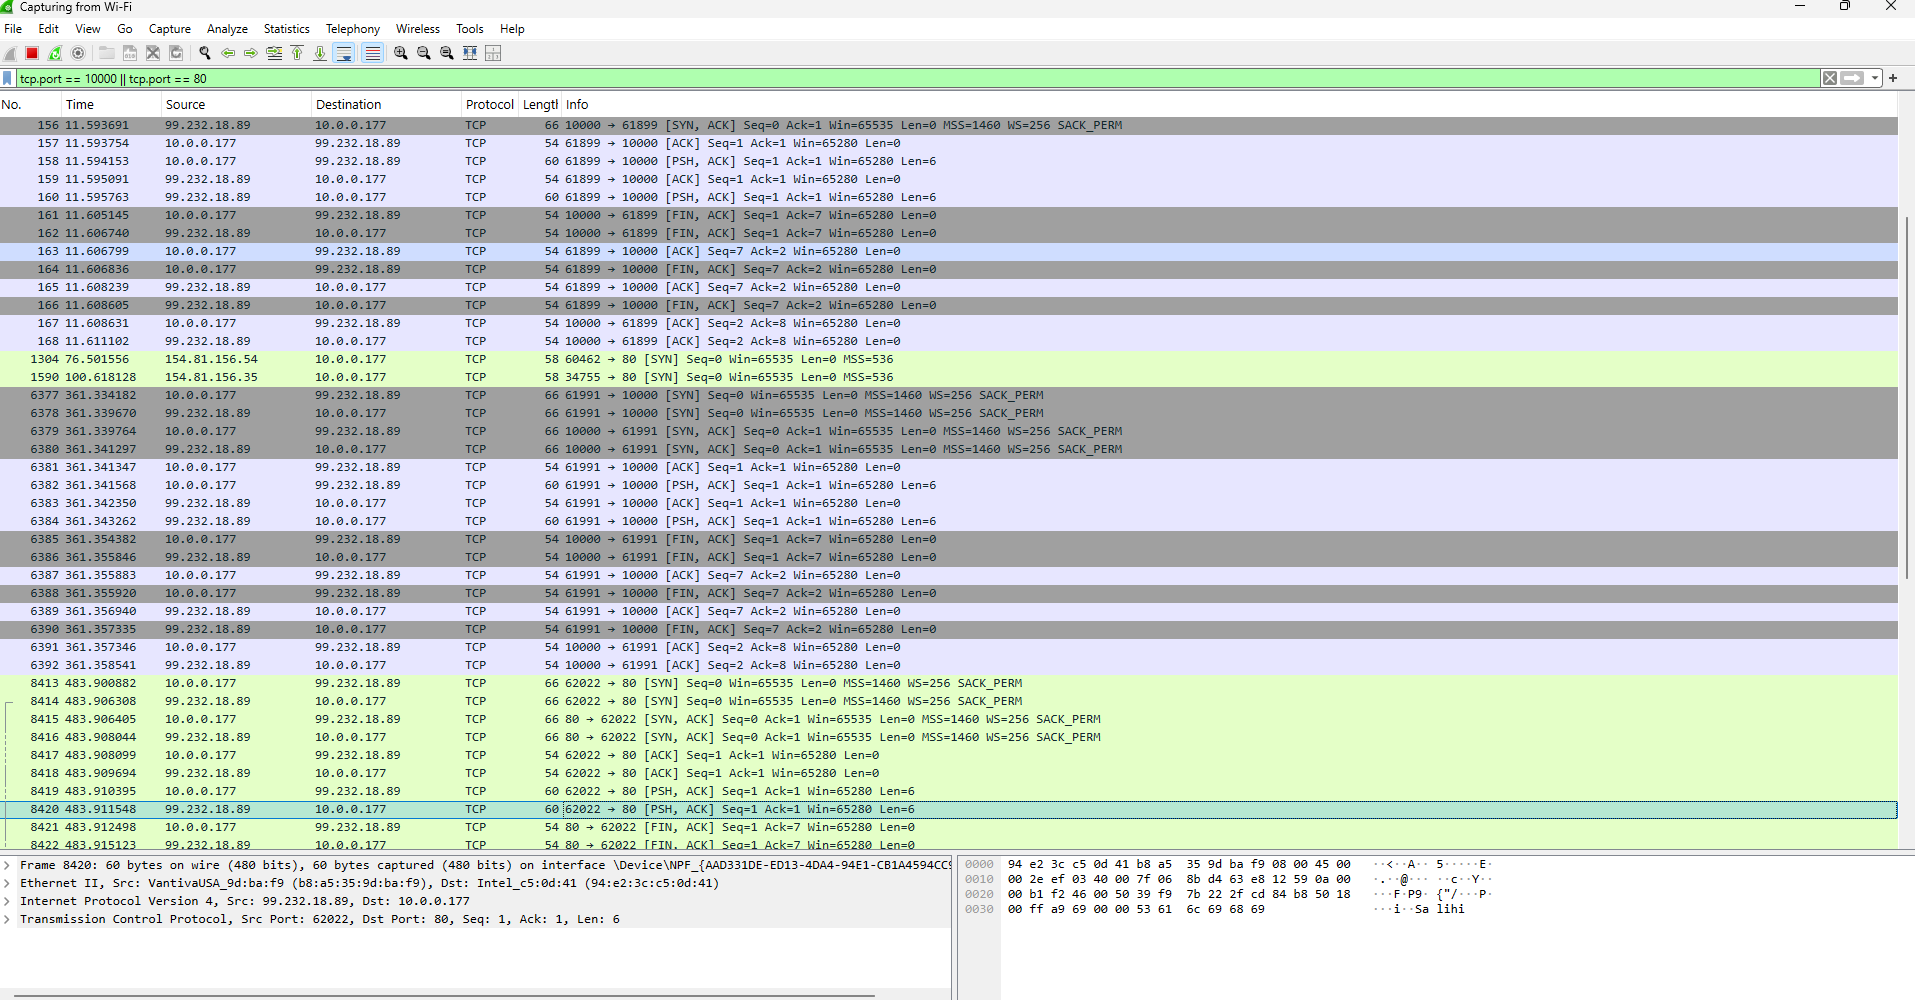 Capturing from Wi-Fi
File Edit View Go Capture Analyze Statistics Telephony Wireless Tools Help
tcp.port == 10000 || tcp.port == 80
No. Time Source Destination Protocol Length Info
156 11.593691 99.232.18.89 10.0.0.177 TCP 66 10000 → 61899 [SYN, ACK] Seq=0 Ack=1 Win=65535 Len=0 MSS=1460 WS=256 SACK_PERM
157 11.593754 10.0.0.177 99.232.18.89 TCP 54 61899 → 10000 [ACK] Seq=1 Ack=1 Win=65280 Len=0
158 11.594153 10.0.0.177 99.232.18.89 TCP 60 61899 → 10000 [PSH, ACK] Seq=1 Ack=1 Win=65280 Len=6
159 11.595091 99.232.18.89 10.0.0.177 TCP 54 61899 → 10000 [ACK] Seq=1 Ack=1 Win=65280 Len=0
160 11.595763 99.232.18.89 10.0.0.177 TCP 60 61899 → 10000 [PSH, ACK] Seq=1 Ack=1 Win=65280 Len=6
161 11.605145 10.0.0.177 99.232.18.89 TCP 54 10000 → 61899 [FIN, ACK] Seq=1 Ack=7 Win=65280 Len=0
162 11.606740 99.232.18.89 10.0.0.177 TCP 54 10000 → 61899 [FIN, ACK] Seq=1 Ack=7 Win=65280 Len=0
163 11.606799 10.0.0.177 99.232.18.89 TCP 54 61899 → 10000 [ACK] Seq=7 Ack=2 Win=65280 Len=0
164 11.606836 10.0.0.177 99.232.18.89 TCP 54 61899 → 10000 [FIN, ACK] Seq=7 Ack=2 Win=65280 Len=0
165 11.608239 99.232.18.89 10.0.0.177 TCP 54 61899 → 10000 [ACK] Seq=7 Ack=2 Win=65280 Len=0
166 11.608605 99.232.18.89 10.0.0.177 TCP 54 61899 → 10000 [FIN, ACK] Seq=7 Ack=2 Win=65280 Len=0
167 11.608631 10.0.0.177 99.232.18.89 TCP 54 10000 → 61899 [ACK] Seq=2 Ack=8 Win=65280 Len=0
168 11.611102 99.232.18.89 10.0.0.177 TCP 54 10000 → 61899 [ACK] Seq=2 Ack=8 Win=65280 Len=0
1304 76.501556 154.81.156.54 10.0.0.177 TCP 58 60462 → 80 [SYN] Seq=0 Win=65535 Len=0 MSS=536
1590 100.618128 154.81.156.35 10.0.0.177 TCP 58 34755 → 80 [SYN] Seq=0 Win=65535 Len=0 MSS=536
6377 361.334182 10.0.0.177 99.232.18.89 TCP 66 61991 → 10000 [SYN] Seq=0 Win=65535 Len=0 MSS=1460 WS=256 SACK_PERM
6378 361.339670 99.232.18.89 10.0.0.177 TCP 66 61991 → 10000 [SYN] Seq=0 Win=65535 Len=0 MSS=1460 WS=256 SACK_PERM
6379 361.339764 10.0.0.177 99.232.18.89 TCP 66 10000 → 61991 [SYN, ACK] Seq=0 Ack=1 Win=65535 Len=0 MSS=1460 WS=256 SACK_PERM
6380 361.341297 99.232.18.89 10.0.0.177 TCP 66 10000 → 61991 [SYN, ACK] Seq=0 Ack=1 Win=65535 Len=0 MSS=1460 WS=256 SACK_PERM
6381 361.341347 10.0.0.177 99.232.18.89 TCP 54 61991 → 10000 [ACK] Seq=1 Ack=1 Win=65280 Len=0
6382 361.341568 10.0.0.177 99.232.18.89 TCP 60 61991 → 10000 [PSH, ACK] Seq=1 Ack=1 Win=65280 Len=6
6383 361.342350 99.232.18.89 10.0.0.177 TCP 54 61991 → 10000 [ACK] Seq=1 Ack=1 Win=65280 Len=0
6384 361.343262 99.232.18.89 10.0.0.177 TCP 60 61991 → 10000 [PSH, ACK] Seq=1 Ack=1 Win=65280 Len=6
6385 361.354382 10.0.0.177 99.232.18.89 TCP 54 10000 → 61991 [FIN, ACK] Seq=1 Ack=7 Win=65280 Len=0
6386 361.355846 99.232.18.89 10.0.0.177 TCP 54 10000 → 61991 [FIN, ACK] Seq=1 Ack=7 Win=65280 Len=0
6387 361.355883 10.0.0.177 99.232.18.89 TCP 54 61991 → 10000 [ACK] Seq=7 Ack=2 Win=65280 Len=0
6388 361.355920 10.0.0.177 99.232.18.89 TCP 54 61991 → 10000 [FIN, ACK] Seq=7 Ack=2 Win=65280 Len=0
6389 361.356940 99.232.18.89 10.0.0.177 TCP 54 61991 → 10000 [ACK] Seq=7 Ack=2 Win=65280 Len=0
6390 361.357335 99.232.18.89 10.0.0.177 TCP 54 61991 → 10000 [FIN, ACK] Seq=7 Ack=2 Win=65280 Len=0
6391 361.357346 10.0.0.177 99.232.18.89 TCP 54 10000 → 61991 [ACK] Seq=2 Ack=8 Win=65280 Len=0
6392 361.358541 99.232.18.89 10.0.0.177 TCP 54 10000 → 61991 [ACK] Seq=2 Ack=8 Win=65280 Len=0
8413 483.900882 10.0.0.177 99.232.18.89 TCP 66 62022 → 80 [SYN] Seq=0 Win=65535 Len=0 MSS=1460 WS=256 SACK_PERM
8414 483.906308 99.232.18.89 10.0.0.177 TCP 66 62022 → 80 [SYN] Seq=0 Win=65535 Len=0 MSS=1460 WS=256 SACK_PERM
8415 483.906405 10.0.0.177 99.232.18.89 TCP 66 80 → 62022 [SYN, ACK] Seq=0 Ack=1 Win=65535 Len=0 MSS=1460 WS=256 SACK_PERM
8416 483.908044 99.232.18.89 10.0.0.177 TCP 66 80 → 62022 [SYN, ACK] Seq=0 Ack=1 Win=65535 Len=0 MSS=1460 WS=256 SACK_PERM
8417 483.908099 10.0.0.177 99.232.18.89 TCP 54 62022 → 80 [ACK] Seq=1 Ack=1 Win=65280 Len=0
8418 483.909694 99.232.18.89 10.0.0.177 TCP 54 62022 → 80 [ACK] Seq=1 Ack=1 Win=65280 Len=0
8419 483.910395 10.0.0.177 99.232.18.89 TCP 60 62022 → 80 [PSH, ACK] Seq=1 Ack=1 Win=65280 Len=6
8420 483.911548 99.232.18.89 10.0.0.177 TCP 60 62022 → 80 [PSH, ACK] Seq=1 Ack=1 Win=65280 Len=6
8421 483.912498 10.0.0.177 99.232.18.89 TCP 54 80 → 62022 [FIN, ACK] Seq=1 Ack=7 Win=65280 Len=0
8422 483.915123 99.232.18.89 10.0.0.177 TCP 54 80 → 62022 [FIN, ACK] Seq=1 Ack=7 Win=65280 Len=0
Frame 8420: 60 bytes on wire (480 bits), 60 bytes captured (480 bits) on interface \Device\NPF_{AAD331DE-ED13-4DA4-94E1-CB1A4594CC9
Ethernet II, Src: VantivaUSA_9d:ba:f9 (b8:a5:35:9d:ba:f9), Dst: Intel_c5:0d:41 (94:e2:3c:c5:0d:41)
Internet Protocol Version 4, Src: 99.232.18.89, Dst: 10.0.0.177
Transmission Control Protocol, Src Port: 62022, Dst Port: 80, Seq: 1, Ack: 1, Len: 6
0000 94 e2 3c c5 0d 41 b8 a5 35 9d ba f9 08 00 45 00 ··<··A·· 5·····E·
0010 00 2e ef 03 40 00 7f 06 8b d4 63 e8 12 59 0a 00 ·.··@··· ··c··Y··
0020 00 b1 f2 46 00 50 39 f9 7b 22 2f cd 84 b8 50 18 ···F·P9· {"/···P·
0030 00 ff a9 69 00 00 53 61 6c 69 68 69 ···i··Sa lihi